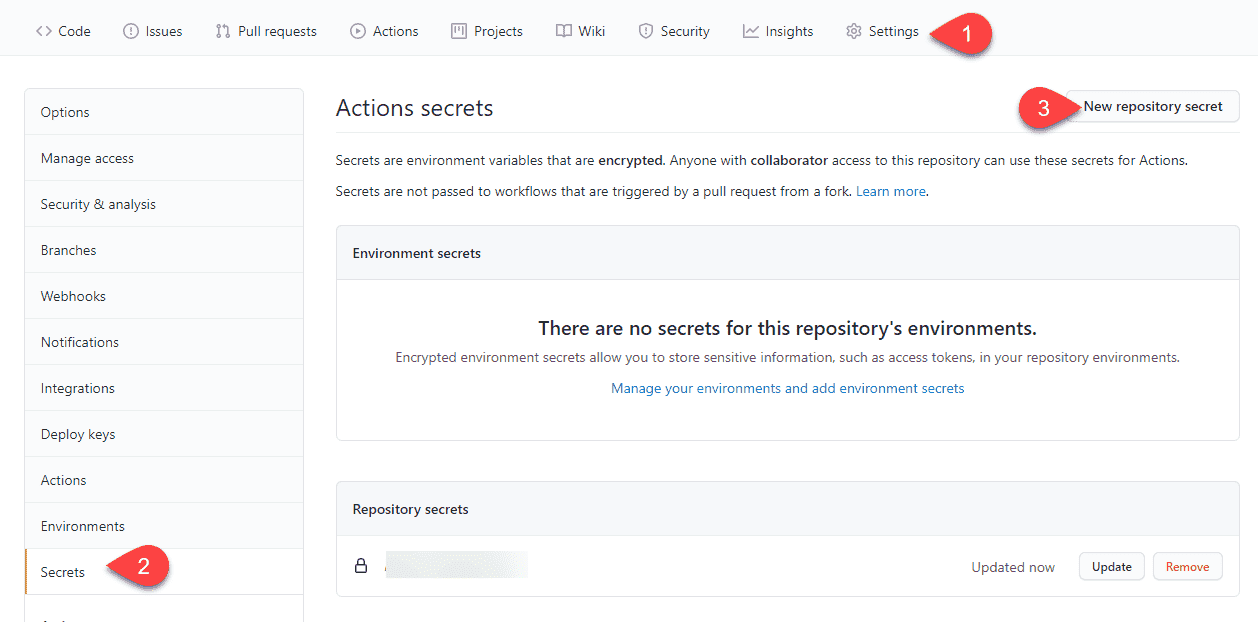 Code Issues Pull requests Actions Projects Wiki Security Insights Settings 1
Options
Manage access
Security & analysis
Branches
Webhooks
Notifications
Integrations
Deploy keys
Actions
Environments
Secrets 2
Actions secrets
3 New repository secret
Secrets are environment variables that are encrypted. Anyone with collaborator access to this repository can use these secrets for Actions.
Secrets are not passed to workflows that are triggered by a pull request from a fork. Learn more.
Environment secrets
There are no secrets for this repository's environments.
Encrypted environment secrets allow you to store sensitive information, such as access tokens, in your repository environments.
Manage your environments and add environment secrets
Repository secrets
Updated now Update Remove